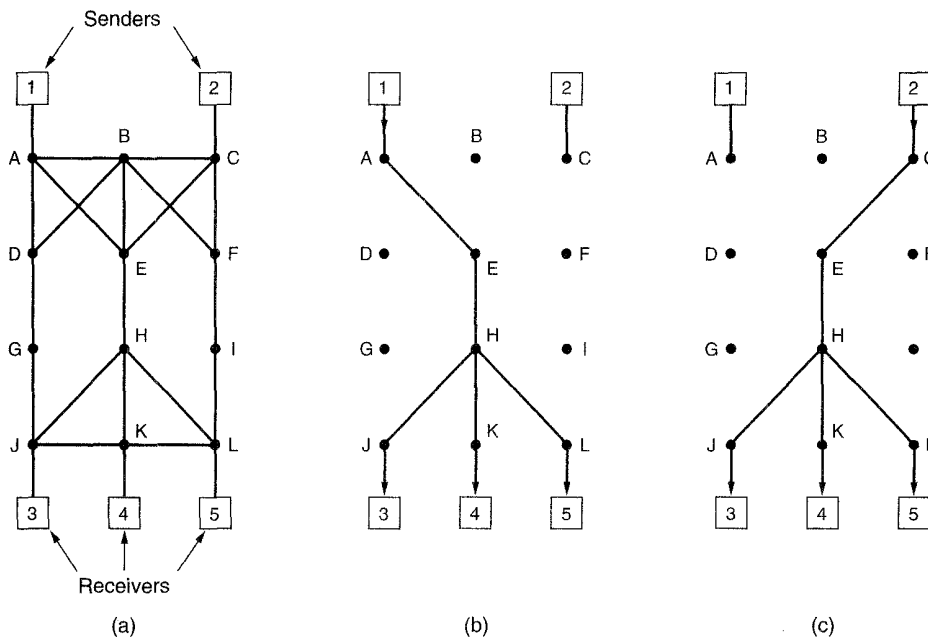 Senders
1 2 1 2 1 2
B B B
A C A C A
D E F D E F D E
G H I G H I G H
J K L J K L J K
3 4 5 3 4 5 3 4 5
Receivers
(a) (b) (c)